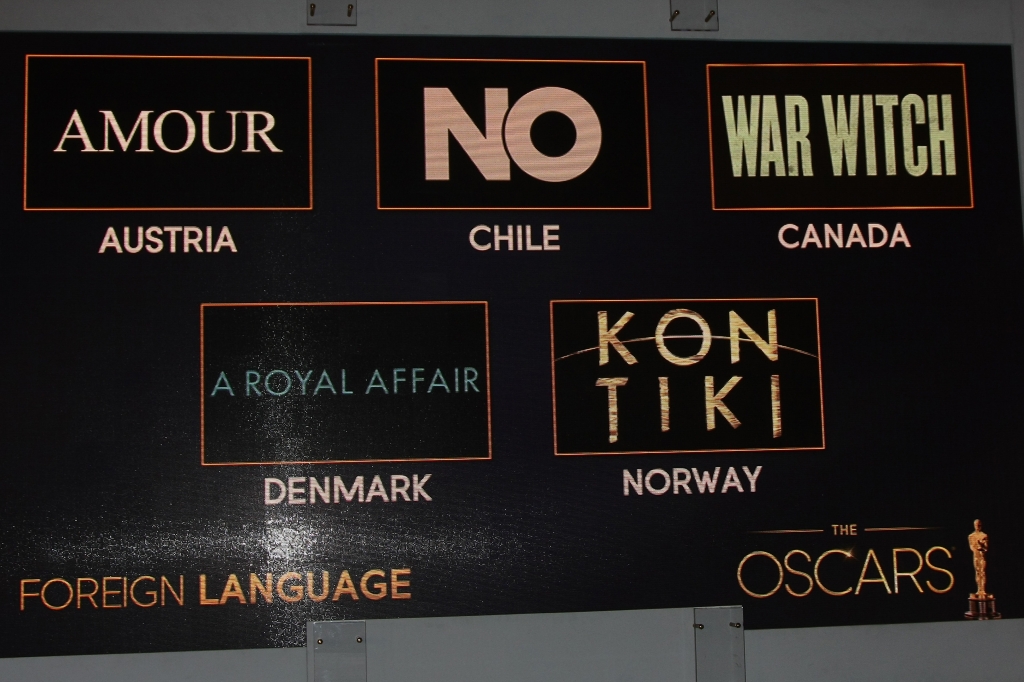 AMOUR
NO
WAR WITCH
AUSTRIA
CHILE
CANADA
A ROYAL AFFAIR
KON
TIKI
DENMARK
NORWAY
FOREIGN LANGUAGE
THE
OSCARS